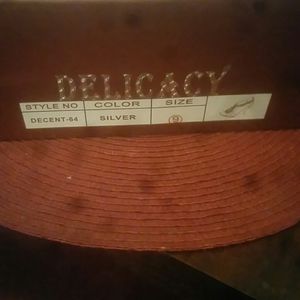 DELICACY
STYLE NO COLOR SIZE
DECENT-64 SILVER 9